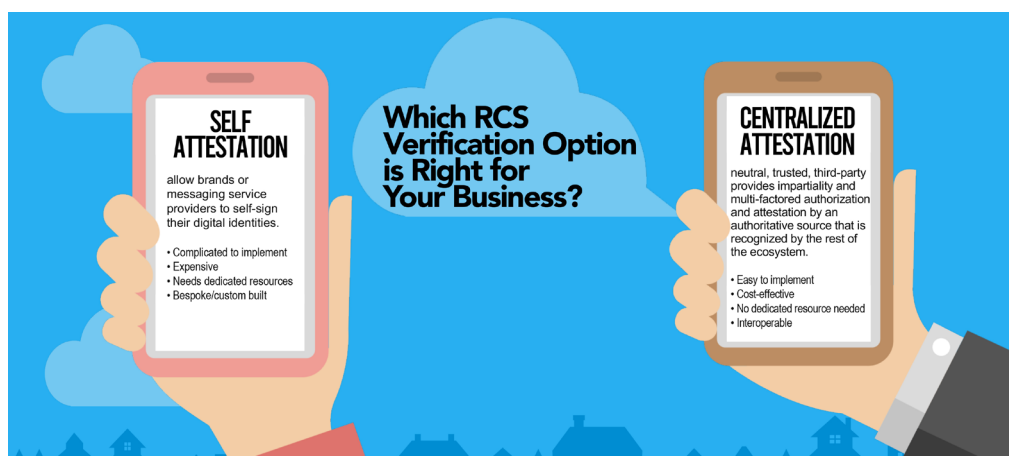 SELF
ATTESTATION
allow brands or
messaging service
providers to self-sign
their digital identities.
• Complicated to implement
• Expensive
• Needs dedicated resources
• Bespoke/custom built
Which RCS
Verification Option
is Right for
Your Business?
CENTRALIZED
ATTESTATION
neutral, trusted, third-party
provides impartiality and
multi-factored authorization
and attestation by an
authoritative source that is
recognized by the rest of
the ecosystem.
• Easy to implement
• Cost-effective
• No dedicated resource needed
• Interoperable